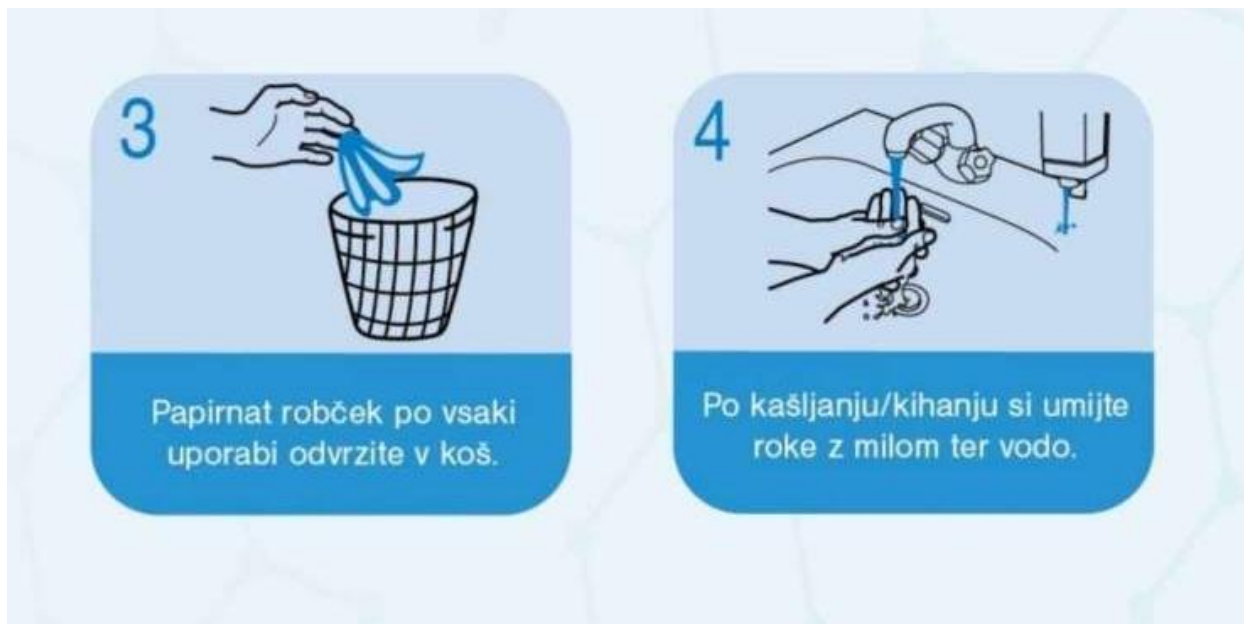 3
Papirnat robček po vsaki
uporabi odvrzite v koš.
4
Po kašljanju/kihanju si umijte
roke z milom ter vodo.